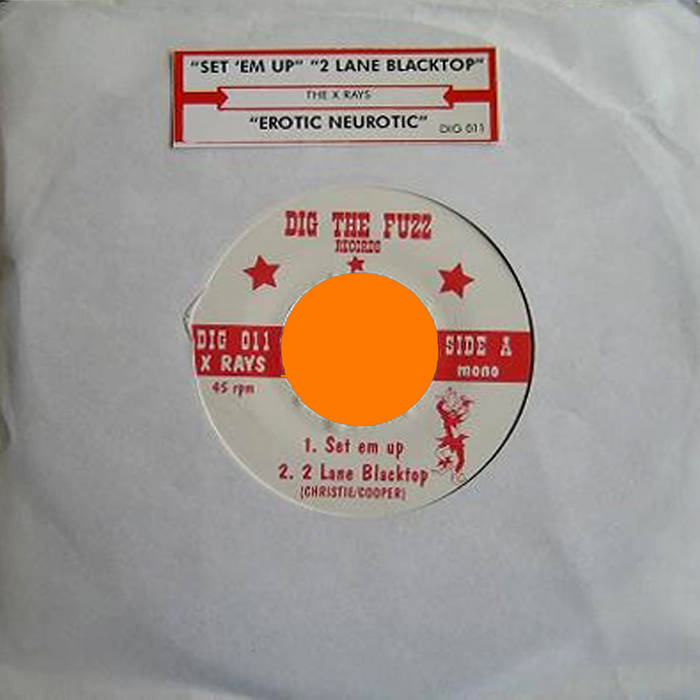 "SET 'EM UP" "2 LANE BLACKTOP"
THE X RAYS
"EROTIC NEUROTIC"
DIG 011
DIG THE FUZZ
RECORDS
DIG 011
X RAYS
SIDE A
mono
45 rpm
1. Set em up
2. 2 Lane Blacktop
(CHRISTIE/COOPER)